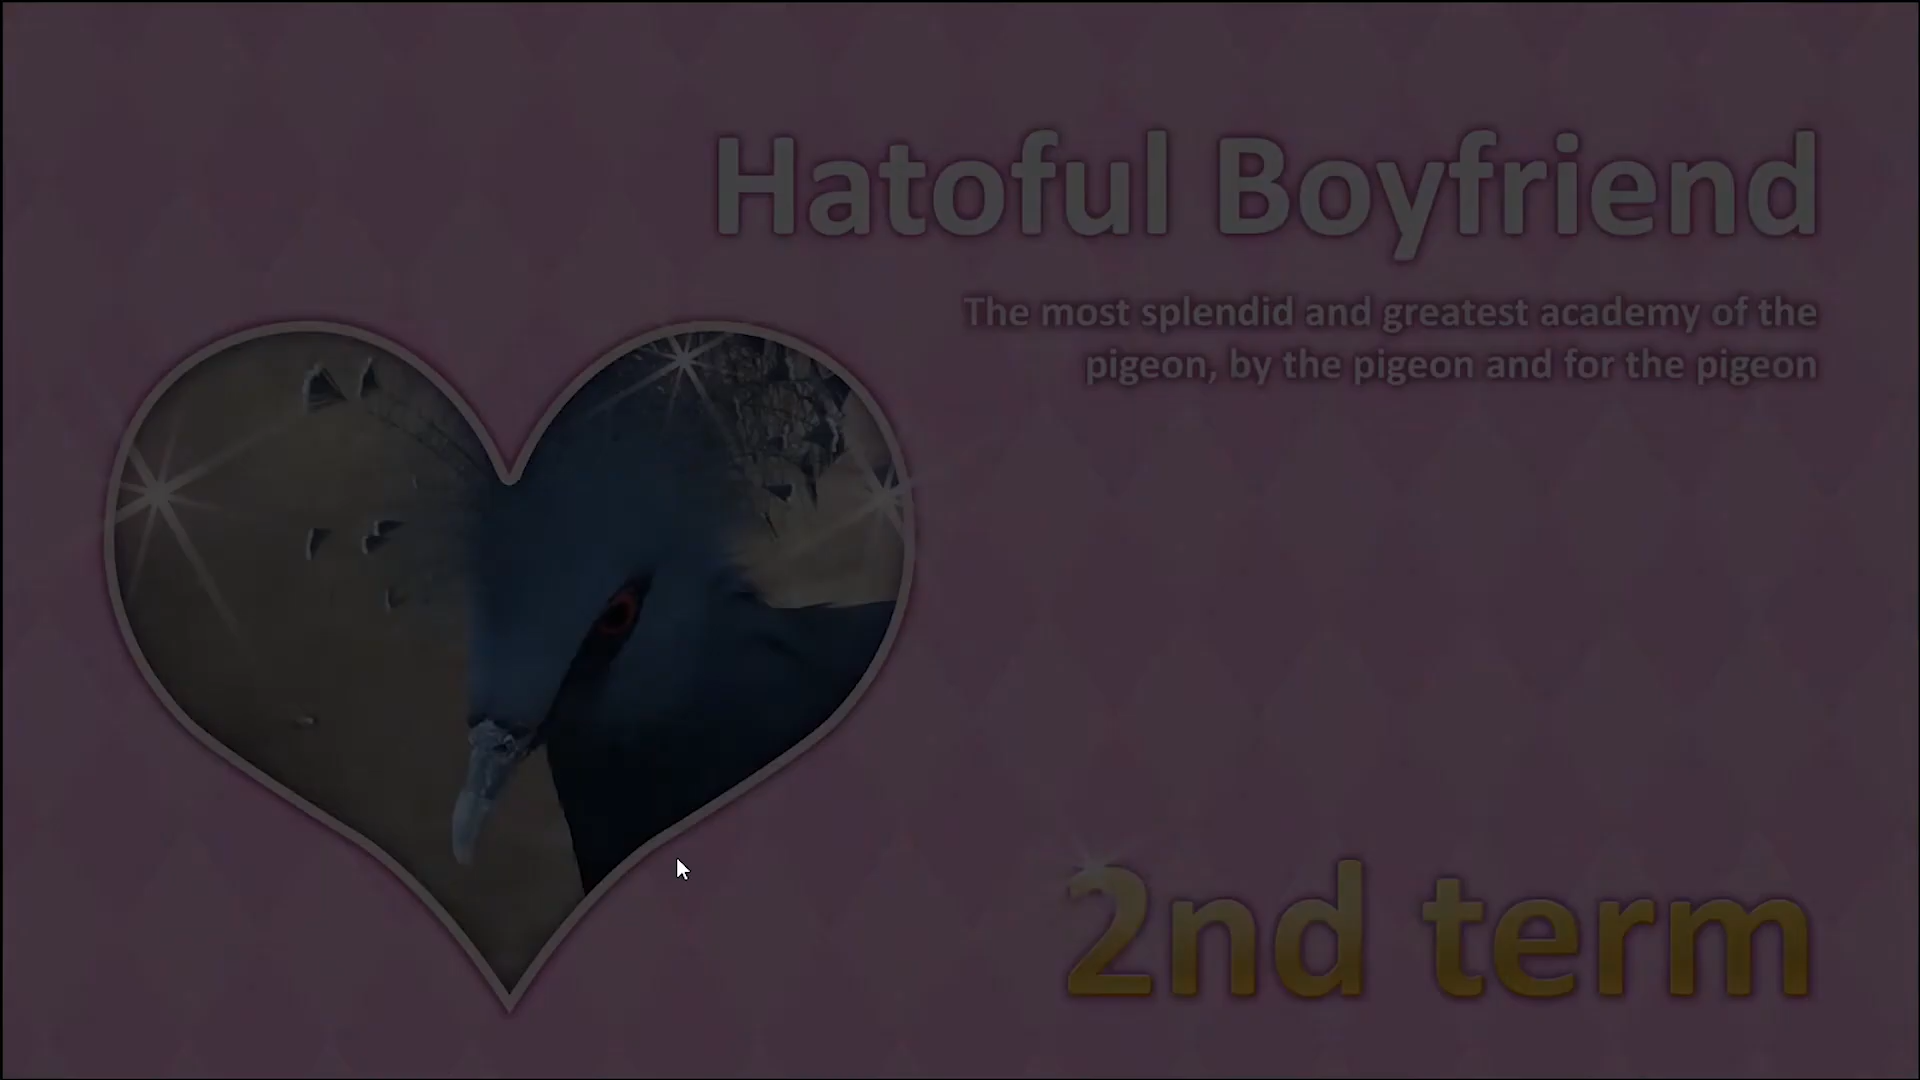 Hatoful Boyfriend
The most splendid and greatest academy of the
pigeon, by the pigeon and for the pigeon
2nd term